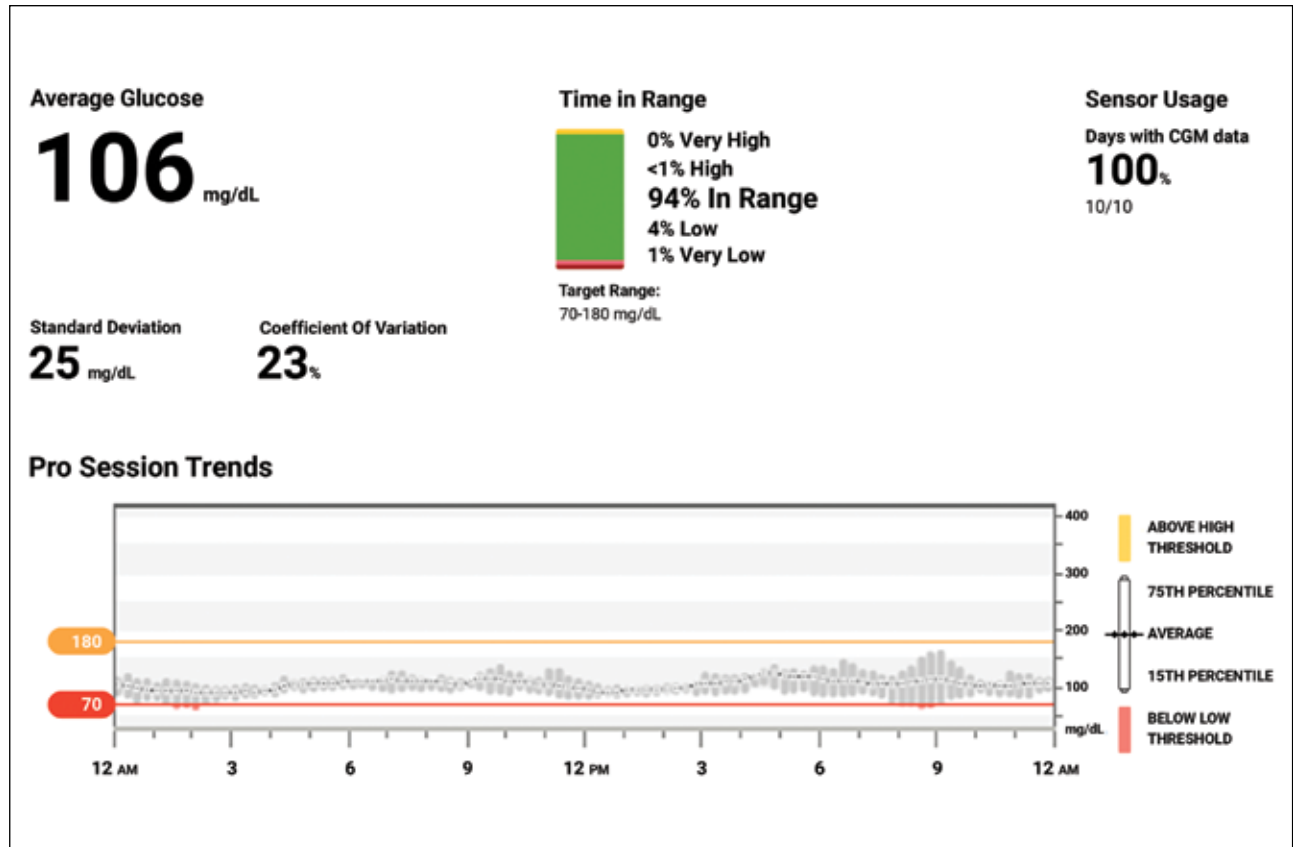 Average Glucose
106 mg/dL
Time in Range
0% Very High
<1% High
94% In Range
4% Low
1% Very Low
Target Range:
70-180 mg/dL
Sensor Usage
Days with CGM data
100%
10/10
Standard Deviation
25 mg/dL
Coefficient Of Variation
23%
Pro Session Trends
400
300
200
100
mg/dL
180
70
12 AM 3 6 9 12 PM 3 6 9 12 AM
ABOVE HIGH
THRESHOLD
75TH PERCENTILE
AVERAGE
15TH PERCENTILE
BELOW LOW
THRESHOLD